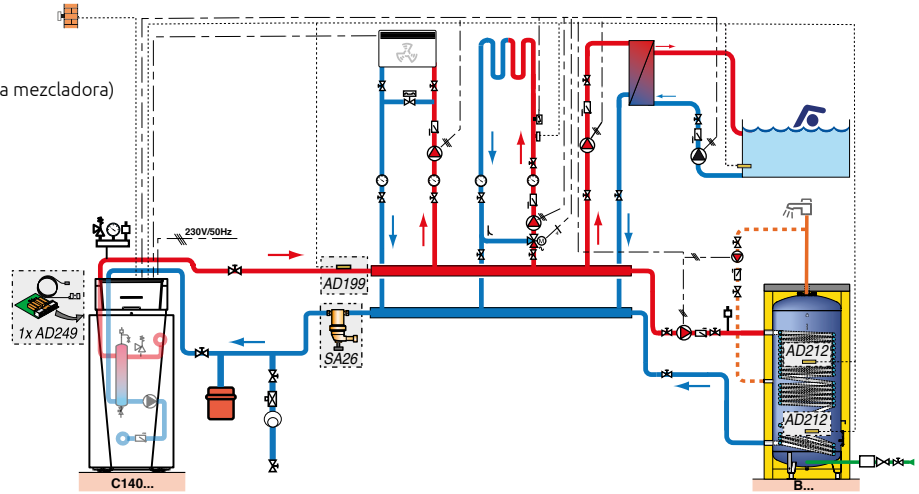 a mezcladora)
230V/50Hz
AD199
1x AD249
SA26
M
AD212
AD212
C140...
B...